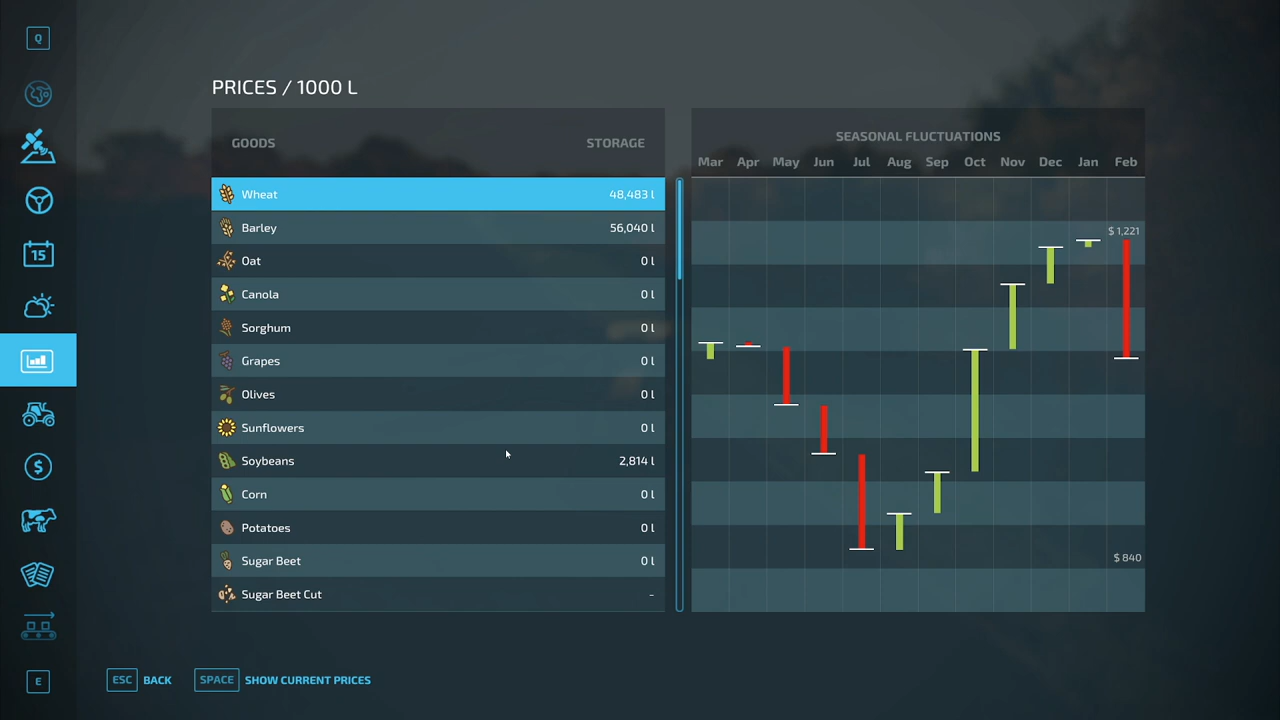 Q
PRICES / 1000 L
GOODS STORAGE
SEASONAL FLUCTUATIONS
Mar Apr May Jun Jul Aug Sep Oct Nov Dec Jan Feb
Wheat 48,483 l
Barley 56,040 l
$ 1,221
15
Oat 0 l
Canola 0 l
Sorghum 0 l
Grapes 0 l
Olives 0 l
Sunflowers 0 l
Soybeans 2,814 l
$
Corn 0 l
Potatoes 0 l
Sugar Beet 0 l
$ 840
Sugar Beet Cut -
E
ESC BACK SPACE SHOW CURRENT PRICES